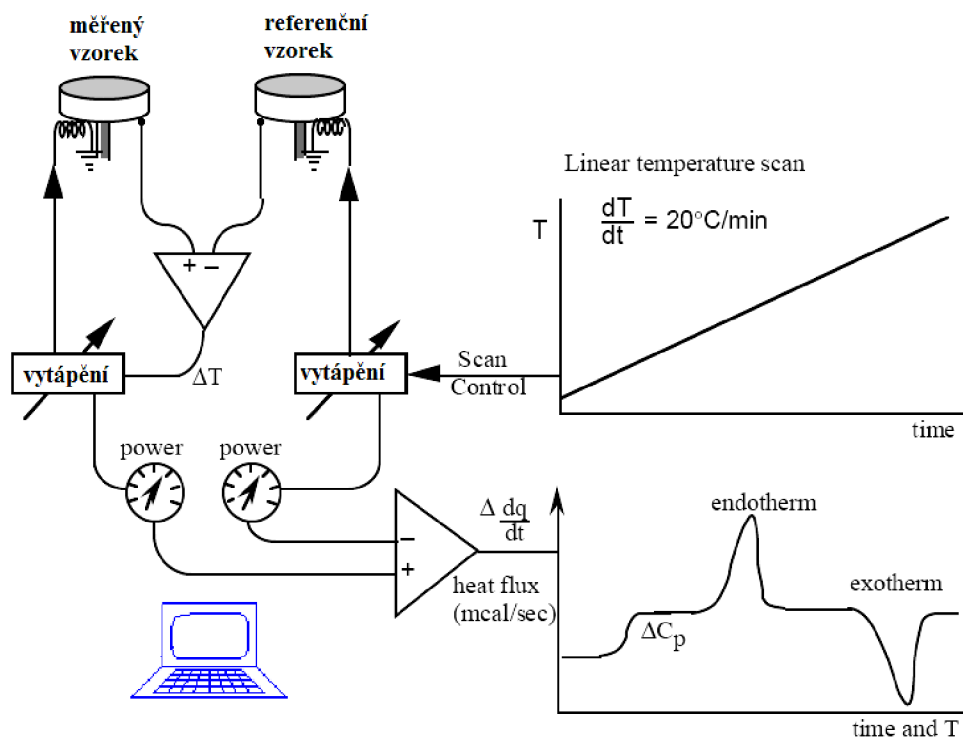 měřený
vzorek
referenční
vzorek
+ −
vytápění
ΔT
vytápění
Scan
Control
Linear temperature scan
T
dT
dt
= 20°C/min
time
power
power
−
+
Δ dq
dt
heat flux
(mcal/sec)
endotherm
exotherm
ΔCp
time and T